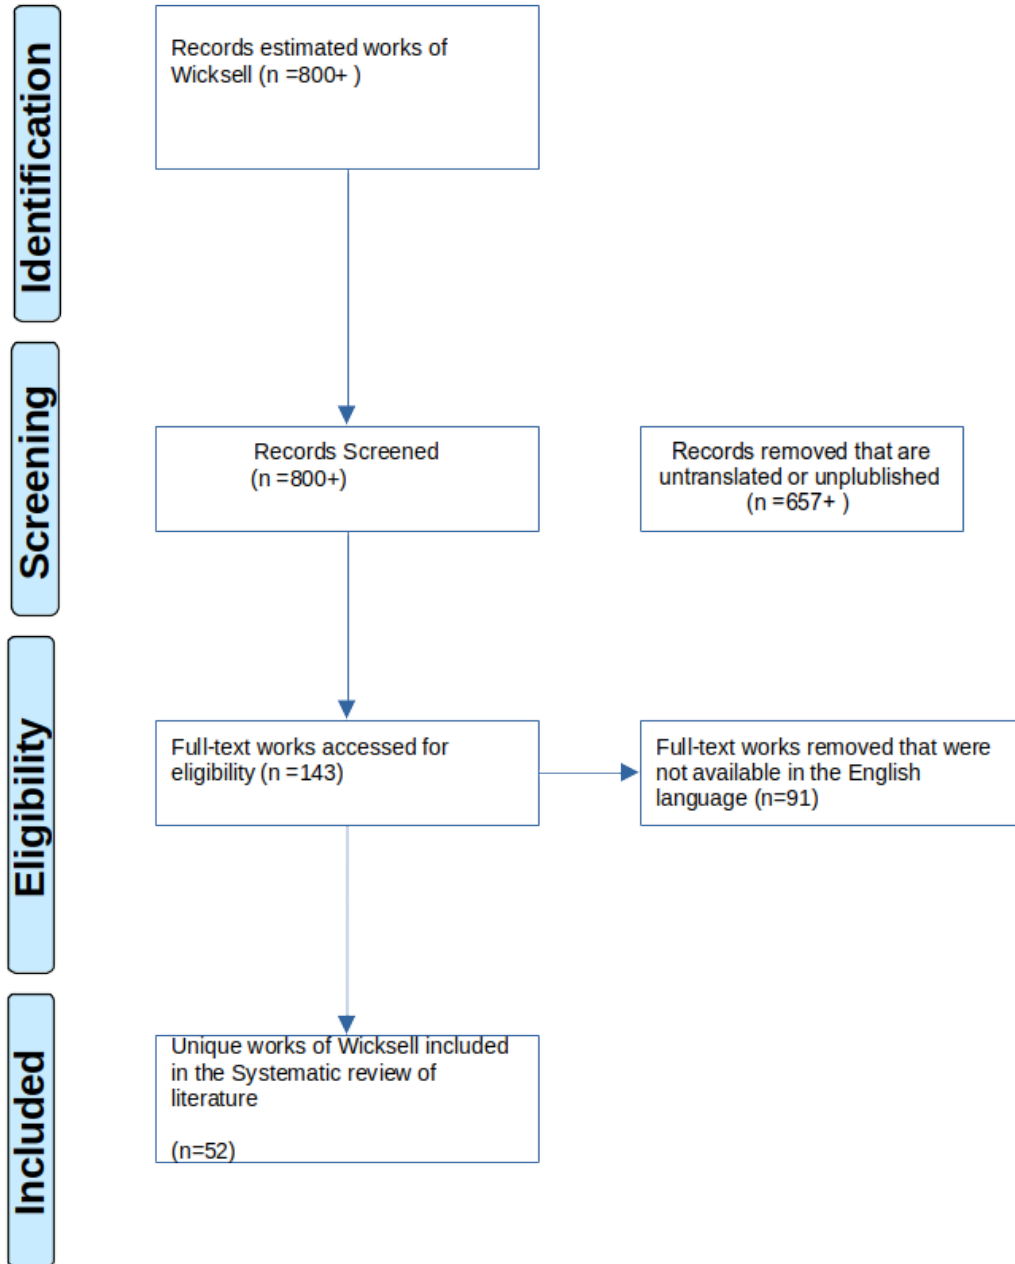 Identification
Records estimated works of
Wicksell (n =800+ )
Screening
Records Screened
(n =800+)
Records removed that are
untranslated or unplublished
(n =657+ )
Eligibility
Full-text works accessed for
eligibility (n =143)
Full-text works removed that were
not available in the English
language (n=91)
Included
Unique works of Wicksell included
in the Systematic review of
literature
(n=52)